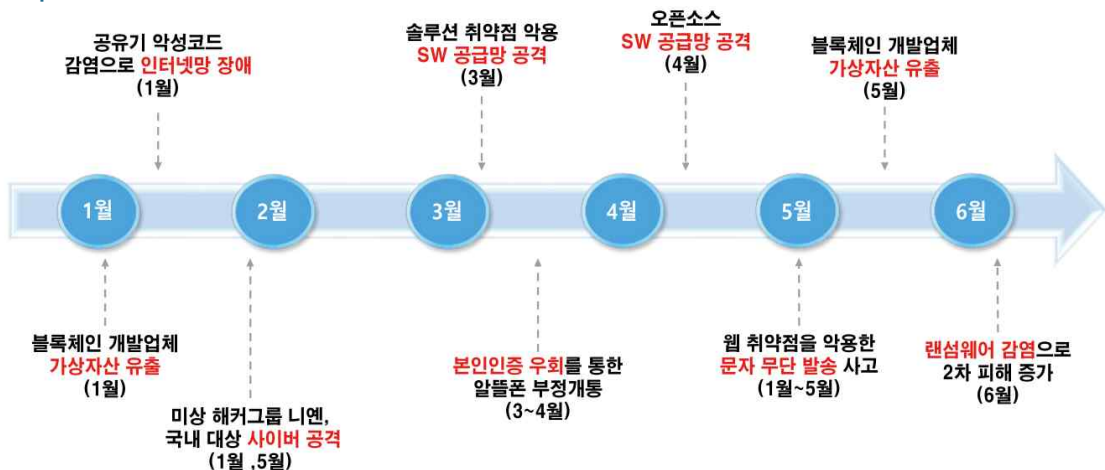 공유기 악성코드
감염으로 인터넷망 장애
(1월)
솔루션 취약점 악용
SW 공급망 공격
(3월)
오픈소스
SW 공급망 공격
(4월)
블록체인 개발업체
가상자산 유출
(5월)
1월
2월
3월
4월
5월
6월
블록체인 개발업체
가상자산 유출
(1월)
미상 해커그룹 니옌,
국내 대상 사이버 공격
(1월 ,5월)
본인인증 우회를 통한
알뜰폰 부정개통
(3~4월)
웹 취약점을 악용한
문자 무단 발송 사고
(1월~5월)
랜섬웨어 감염으로
2차 피해 증가
(6월)